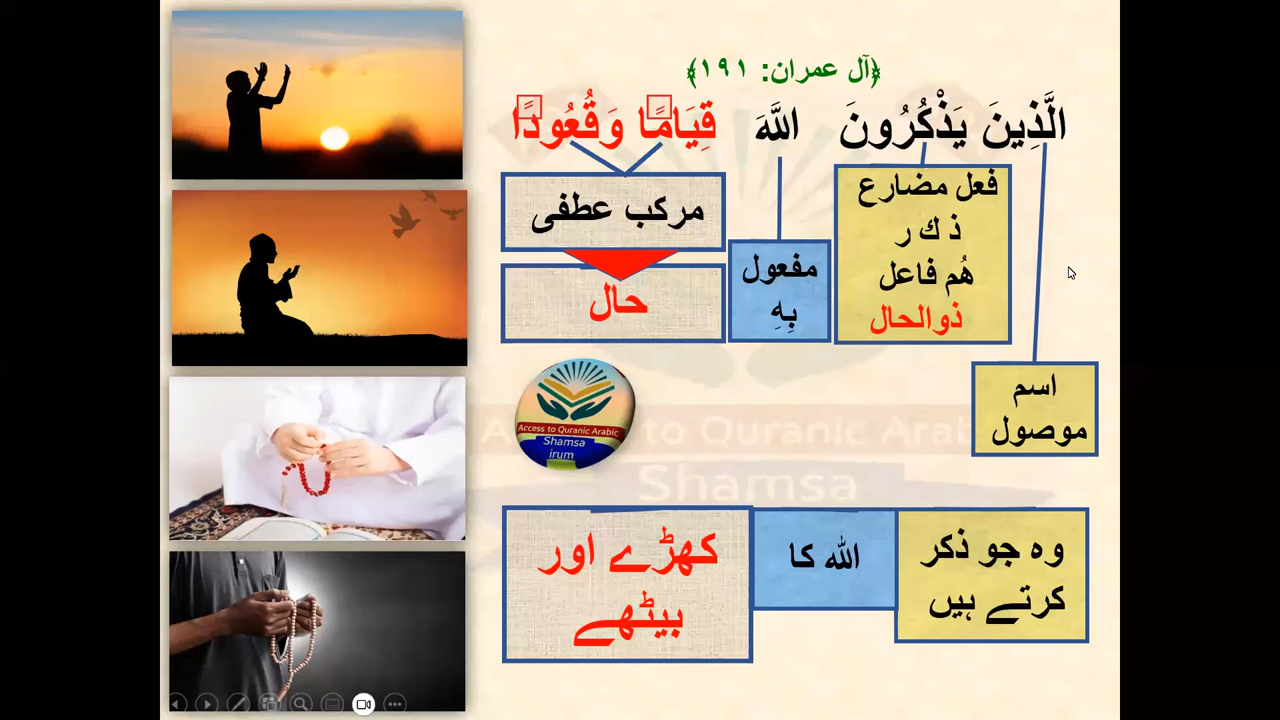 ﴿آل عمران: ۱۹۱﴾
الَّذِينَ يَذْكُرُونَ اللَّهَ قِيَامًا وَقُعُودًا
فعل مضارع
ذ ك ر
هُم فاعل
ذوالحال
مفعول
بِهِ
مرکب عطفی
حال
اسم
موصول
Access to Quranic Arabic
Shamsa
irum
وہ جو ذکر
کرتے ہیں
اللہ کا
کھڑے اور
بیٹھے